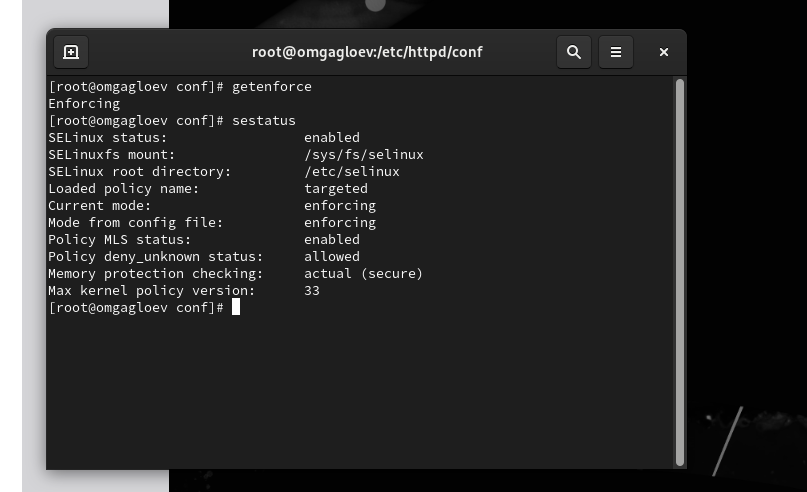 root@omgagloev:/etc/httpd/conf
[root@omgagloev conf]# getenforce
Enforcing
[root@omgagloev conf]# sestatus
SELinux status:                 enabled
SELinuxfs mount:                /sys/fs/selinux
SELinux root directory:         /etc/selinux
Loaded policy name:             targeted
Current mode:                   enforcing
Mode from config file:          enforcing
Policy MLS status:              enabled
Policy deny_unknown status:     allowed
Memory protection checking:     actual (secure)
Max kernel policy version:      33
[root@omgagloev conf]#